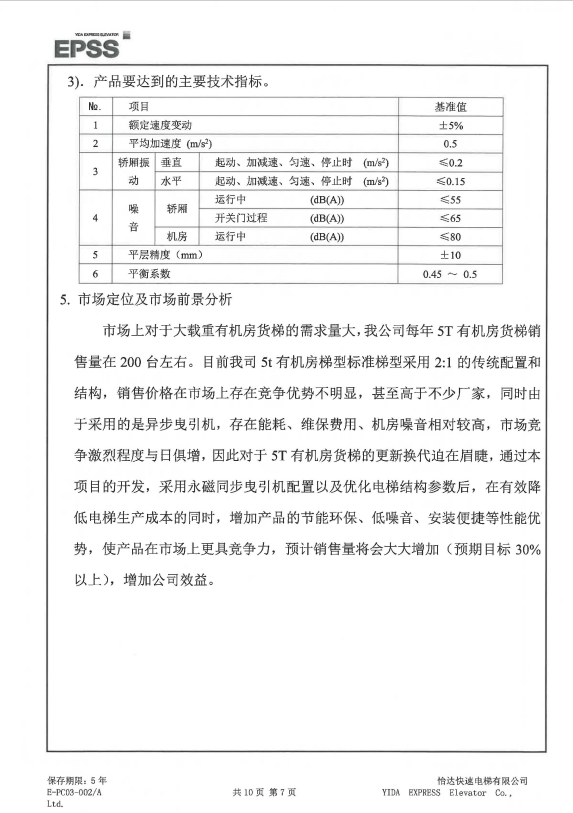 YIDA EXPRESS ELEVATOR
EPSS
3). 产品要达到的主要技术指标。
№. 项目 基准值
1 额定速度变动 ±5%
2 平均加速度 (m/s²) 0.5
3 轿厢振动 垂直 起动、加减速、匀速、停止时 (m/s²) ≤0.2
水平 起动、加减速、匀速、停止时 (m/s²) ≤0.15
4 噪音 轿厢 运行中 (dB(A)) ≤55
开关门过程 (dB(A)) ≤65
机房 运行中 (dB(A)) ≤80
5 平层精度（mm） ±10
6 平衡系数 0.45 ～ 0.5
5. 市场定位及市场前景分析
市场上对于大载重有机房货梯的需求量大，我公司每年 5T 有机房货梯销
售量在 200 台左右。目前我司 5t 有机房梯型标准梯型采用 2:1 的传统配置和
结构，销售价格在市场上存在竞争优势不明显，甚至高于不少厂家，同时由
于采用的是异步曳引机，存在能耗、维保费用、机房噪音相对较高，市场竞
争激烈程度与日俱增，因此对于 5T 有机房货梯的更新换代迫在眉睫，通过本
项目的开发，采用永磁同步曳引机配置以及优化电梯结构参数后，在有效降
低电梯生产成本的同时，增加产品的节能环保、低噪音、安装便捷等性能优
势，使产品在市场上更具竞争力，预计销售量将会大大增加（预期目标 30%
以上），增加公司效益。
保存期限：5 年 怡达快速电梯有限公司
E-PC03-002/A 共 10 页 第 7 页 YIDA EXPRESS Elevator Co.,
Ltd.